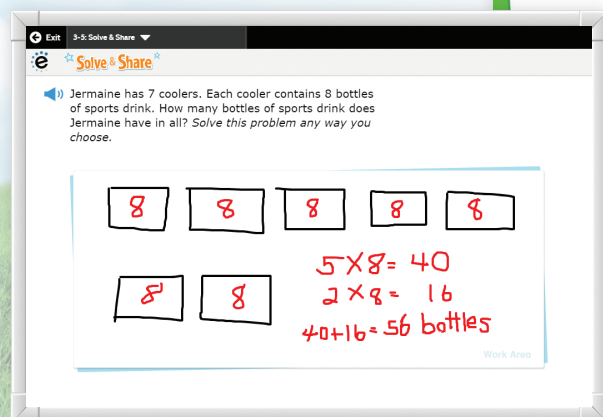 Exit 3-5: Solve & Share
ë Solve & Share
Jermaine has 7 coolers. Each cooler contains 8 bottles
of sports drink. How many bottles of sports drink does
Jermaine have in all? Solve this problem any way you
choose.
8 8 8 8 8
5X8= 40
8 8 2X8= 16
40+16=56 bottles
Work Area